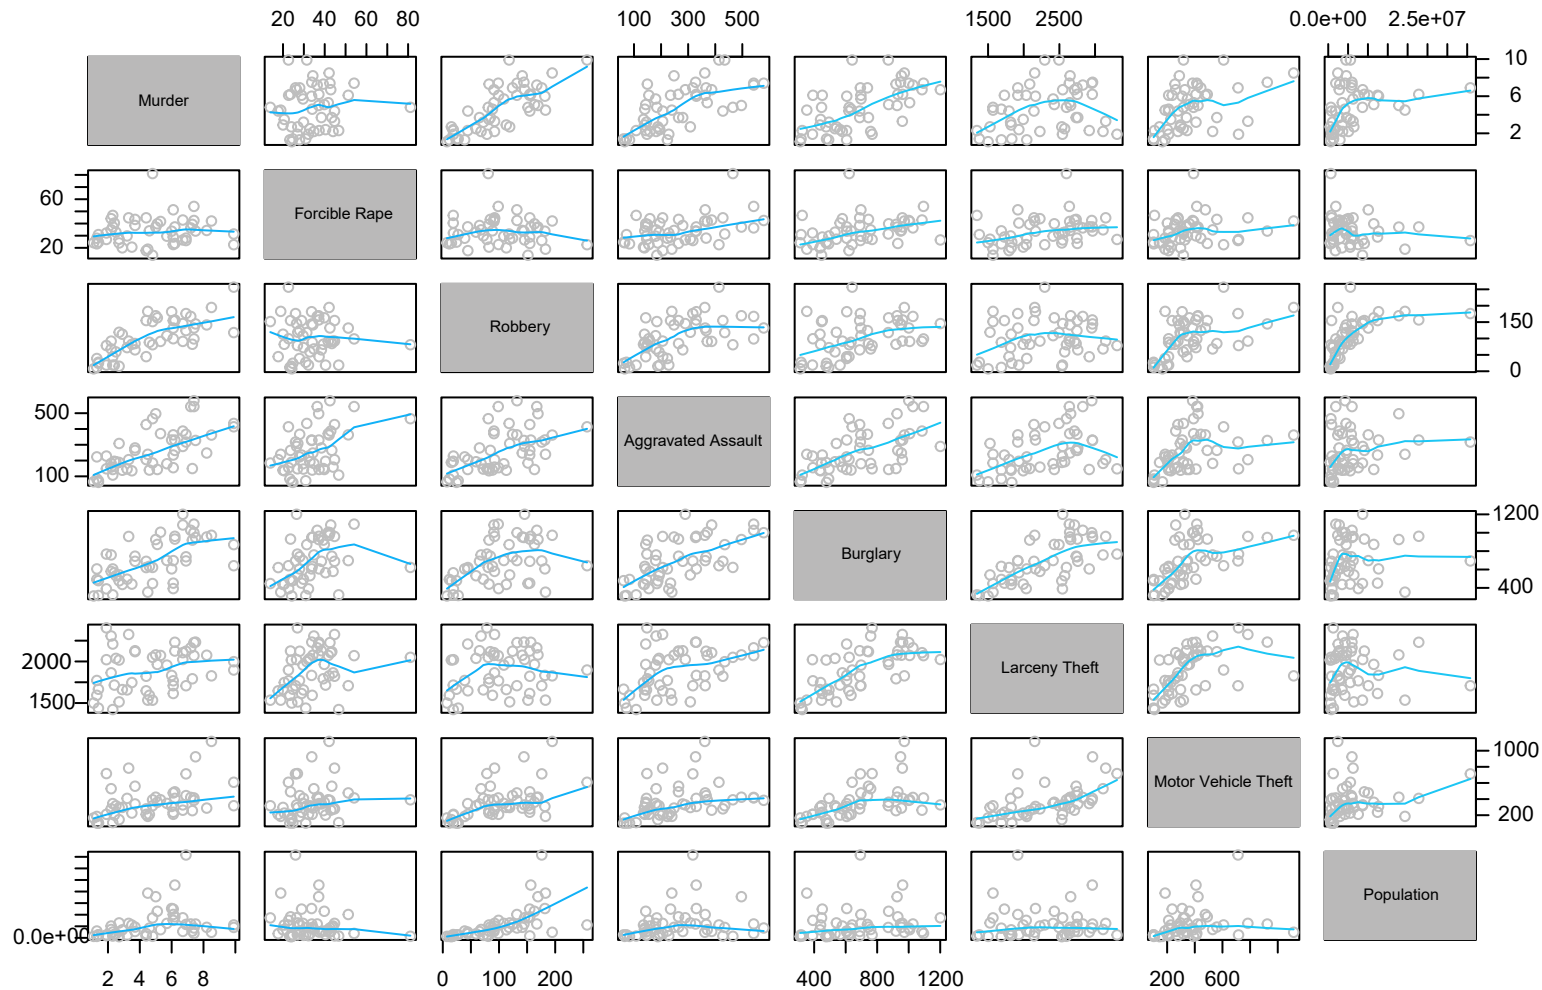 20 40 60 80 100 300 500 1500 2500 0.0e+00 2.5e+07
Murder
2 6 10
20 60
Forcible Rape
Robbery
0 150
100 500
Aggravated Assault
Burglary
400 1200
1500 2000
Larceny Theft
Motor Vehicle Theft
200 1000
0.0e+00
Population
2 4 6 8 0 100 200 400 800 1200 200 600